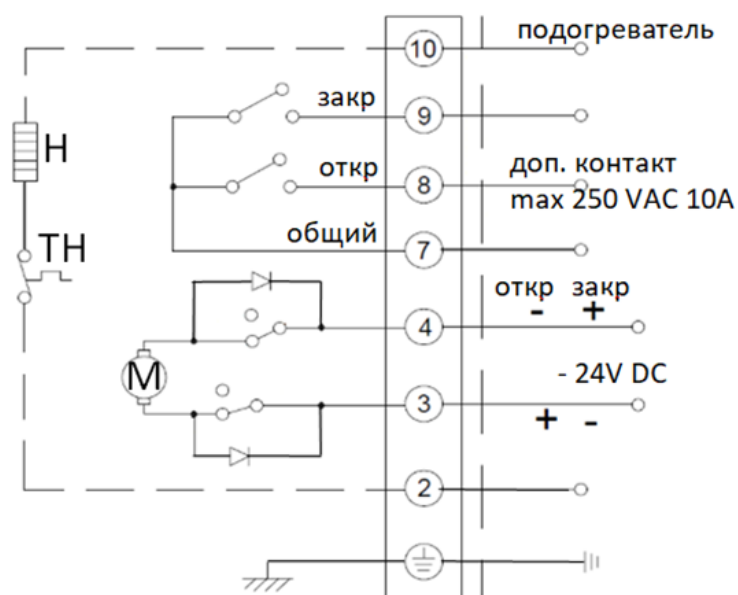 10 подогреватель
закр 9
H
откр 8 доп. контакт
max 250 VAC 10A
TH
общий 7
откр закр
4 - +
M
- 24V DC
3
+ -
2